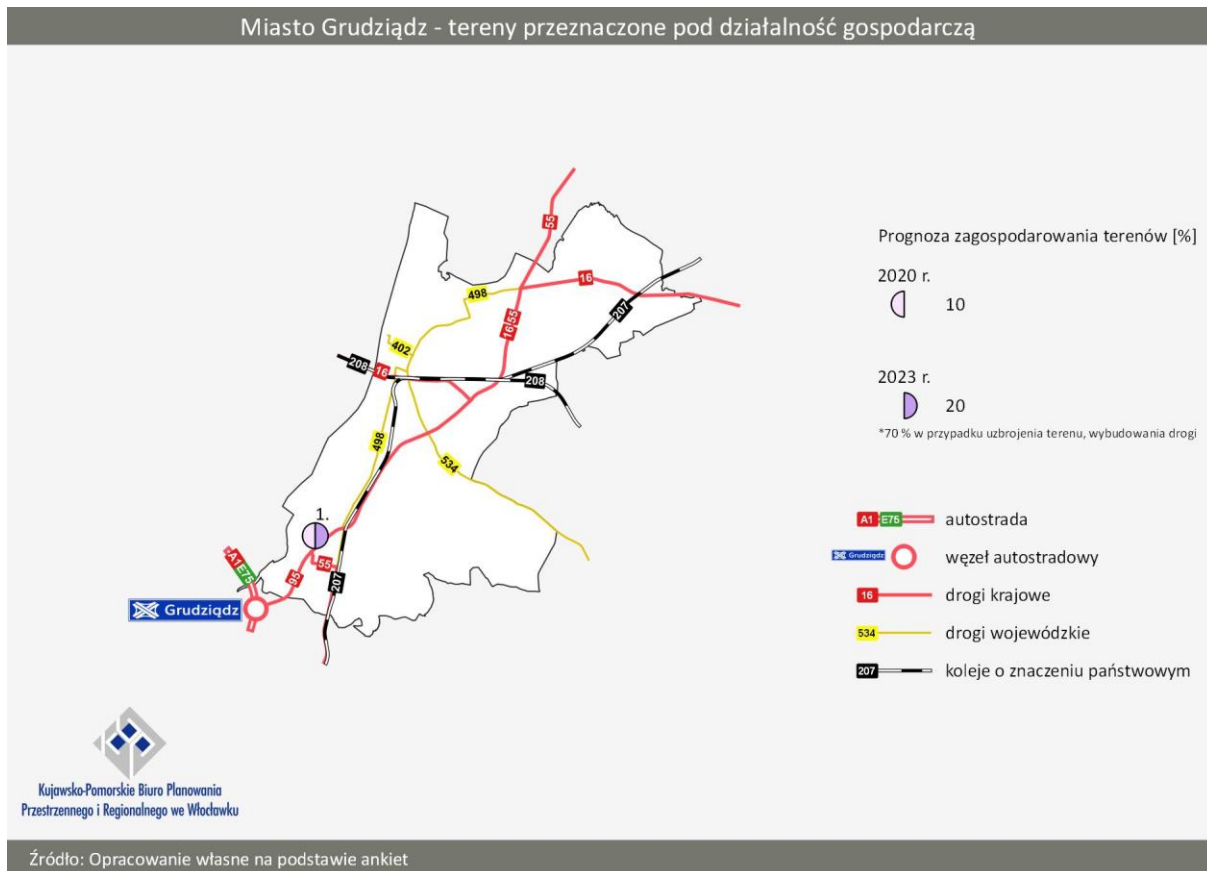 Miasto Grudziądz - tereny przeznaczone pod działalność gospodarczą
55
16
498
207
16 55
402
208
16
208
498
534
1.
55
A1 E75
95
207
Grudziądz
Prognoza zagospodarowania terenów [%]
2020 r.
10
2023 r.
20
*70 % w przypadku uzbrojenia terenu, wybudowania drogi
A1 E75 autostrada
Grudziądz węzeł autostradowy
16 drogi krajowe
534 drogi wojewódzkie
207 koleje o znaczeniu państwowym
Kujawsko-Pomorskie Biuro Planowania
Przestrzennego i Regionalnego we Włocławku
Źródło: Opracowanie własne na podstawie ankiet